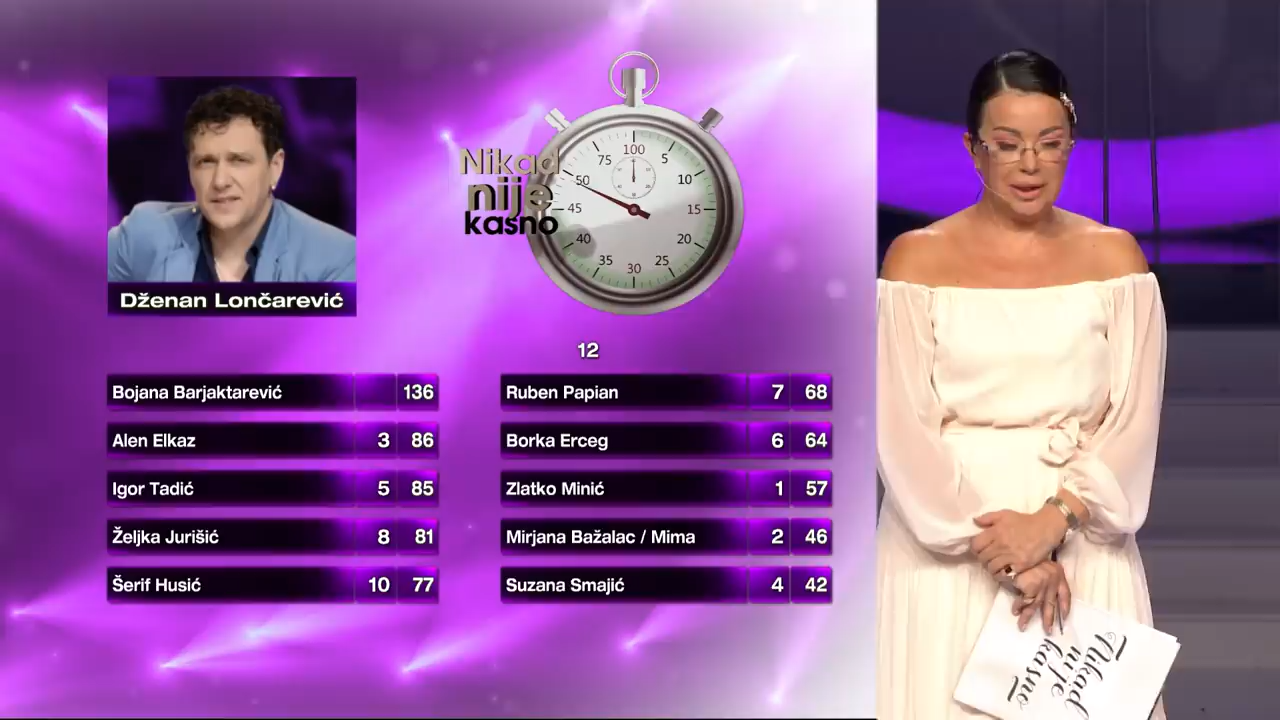 Nikad
nije
kasno
100
5
10
15
20
25
30
35
40
45
50
75
Dženan Lončarević
12
Bojana Barjaktarević 136
Alen Elkaz 3 86
Igor Tadić 5 85
Željka Jurišić 8 81
Šerif Husić 10 77
Ruben Papian 7 68
Borka Erceg 6 64
Zlatko Minić 1 57
Mirjana Bažalac / Mima 2 46
Suzana Smajić 4 42
Nikad
nije
kasno